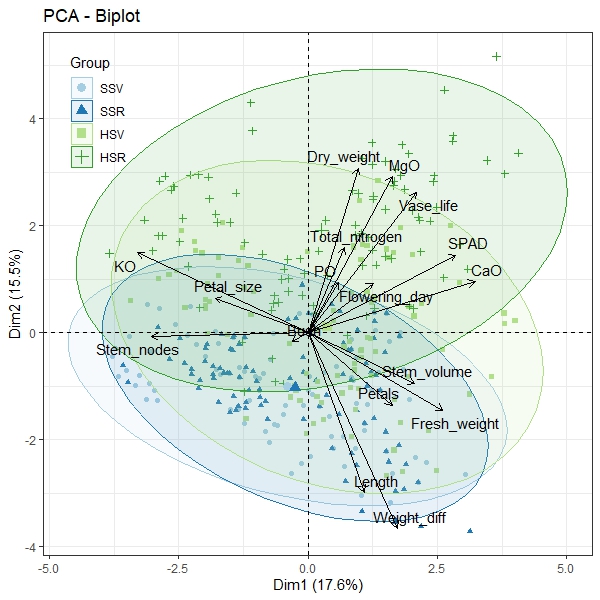 PCA - Biplot
Group
SSV
SSR
HSV
HSR
Dry_weight
MgO
Vase_life
Total_nitrogen
SPAD
KO
PO
CaO
Petal_size
Flowering_day
Stem_nodes
Stem_volume
Petals
Fresh_weight
Length
Weight_diff
4
2
0
-2
-4
Dim2 (15.5%)
-5.0
-2.5
0.0
2.5
5.0
Dim1 (17.6%)